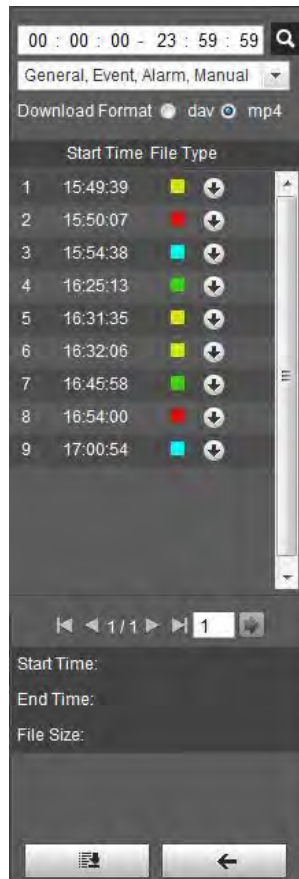 00 : 00 : 00 - 23 : 59 : 59
General, Event, Alarm, Manual
Download Format dav mp4
Start Time File Type
1 15:49:39
2 15:50:07
3 15:54:38
4 16:25:13
5 16:31:35
6 16:32:06
7 16:45:58
8 16:54:00
9 17:00:54
1/1 1
Start Time:
End Time:
File Size: